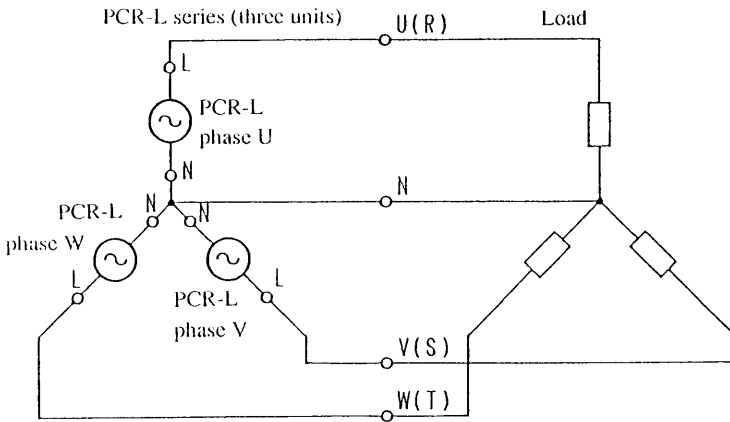 PCR-L series (three units)
U(R)
Load
L
PCR-L
phase U
N
N
N
N
PCR-L
phase W
L
PCR-L
phase V
L
V(S)
W(T)